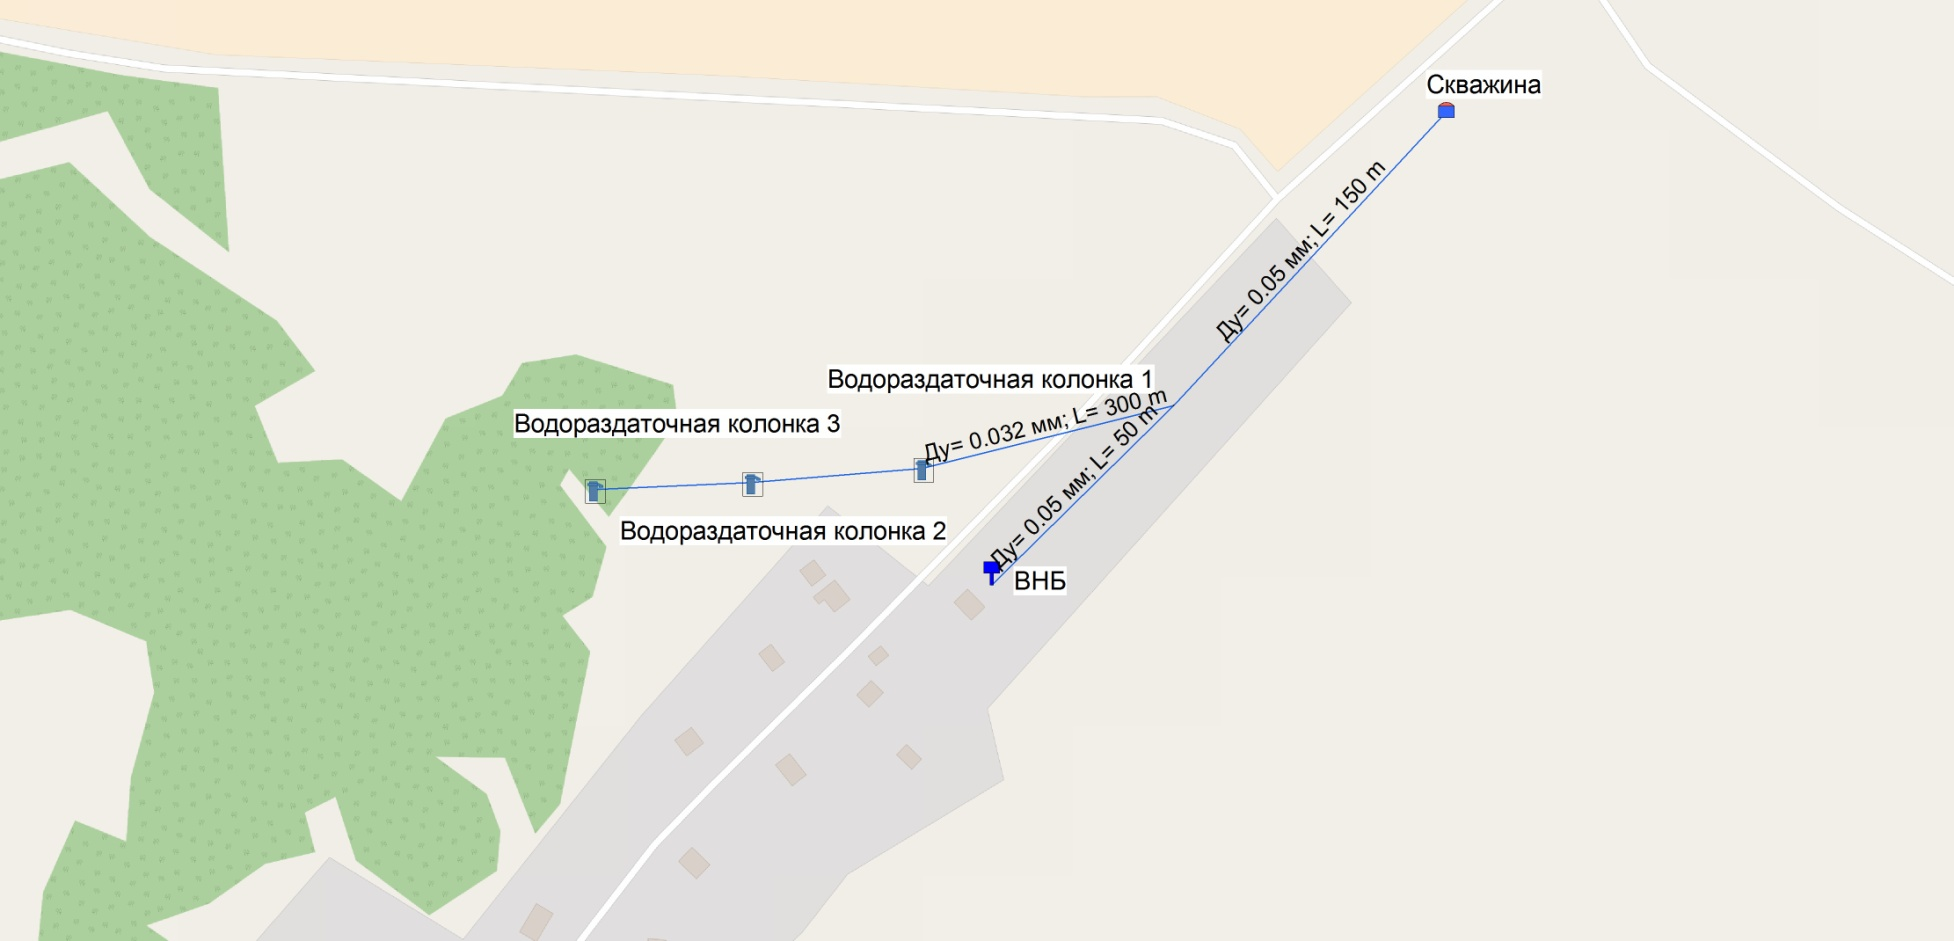 Скважина
Ду= 0.05 мм; L= 150 m
Водораздаточная колонка 1
Ду= 0.032 мм; L= 300 m
Водораздаточная колонка 3
Ду= 0.05 мм; L= 50 m
Водораздаточная колонка 2
ВНБ